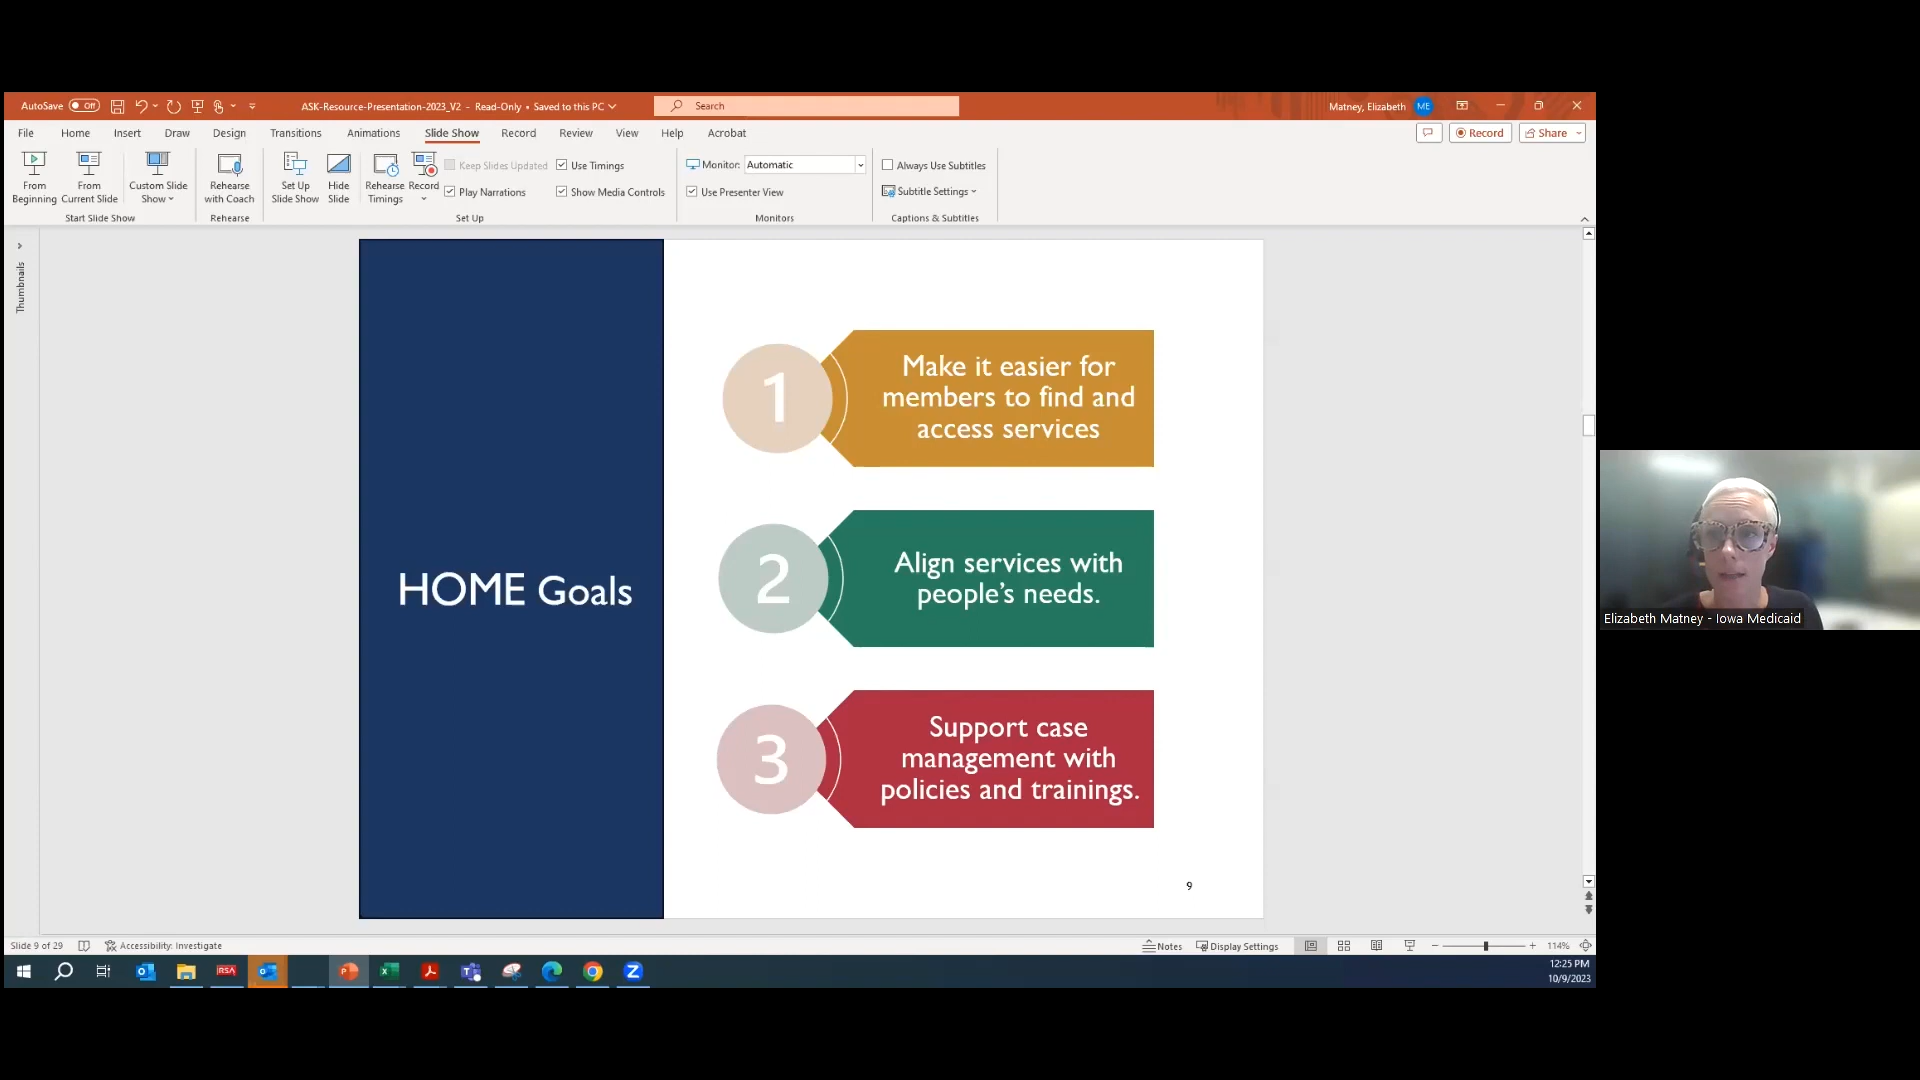 AutoSave Off ASK-Resource-Presentation-2023_V2 - Read-Only • Saved to this PC Search Matney, Elizabeth ME
File Home Insert Draw Design Transitions Animations Slide Show Record Review View Help Acrobat Record Share
From Beginning
From Current Slide
Custom Slide Show
Start Slide Show
Rehearse with Coach
Rehearse
Set Up Slide Show
Hide Slide
Rehearse Timings
Record
Keep Slides Updated
Play Narrations
Use Timings
Show Media Controls
Set Up
Monitor: Automatic
Use Presenter View
Monitors
Always Use Subtitles
Subtitle Settings
Captions & Subtitles
Thumbnails
HOME Goals
1
Make it easier for
members to find and
access services
2
Align services with
people’s needs.
3
Support case
management with
policies and trainings.
9
Elizabeth Matney - Iowa Medicaid
Slide 9 of 29 Accessibility: Investigate Notes Display Settings 114%
RSA
12:25 PM
10/9/2023